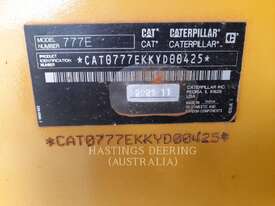 MODEL NUMBER 777E CAT® CATERPILLAR®
CAT® CATERPILLAR®
PRODUCT IDENTIFICATION NUMBER
*CAT0777EKKYD00425*
CATERPILLAR INC.
PEORIA IL
USA
*CAT0777EKKYD00425*
HASTINGS DEERING
(AUSTRALIA)